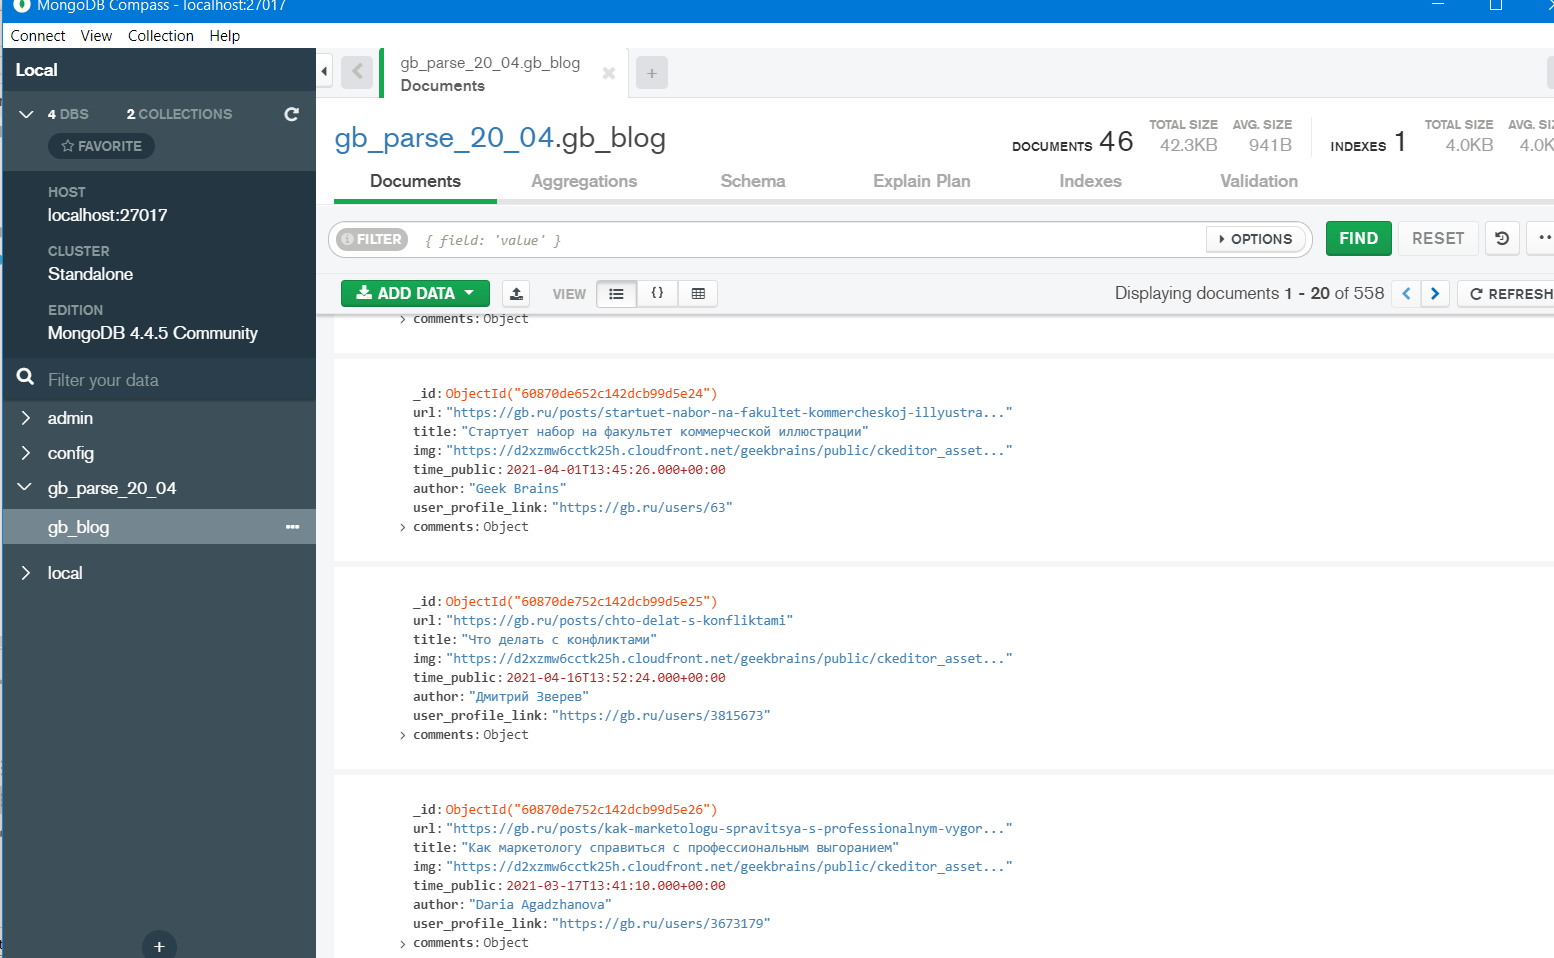 MongoDB Compass - localhost:27017
Connect View Collection Help
Local
4 DBS 2 COLLECTIONS
FAVORITE
HOST
localhost:27017
CLUSTER
Standalone
EDITION
MongoDB 4.4.5 Community
Filter your data
admin
config
gb_parse_20_04
gb_blog
local
gb_parse_20_04.gb_blog
Documents
gb_parse_20_04.gb_blog
DOCUMENTS 46 TOTAL SIZE 42.3KB AVG. SIZE 941B INDEXES 1 TOTAL SIZE 4.0KB AVG. SI 4.0K
Documents Aggregations Schema Explain Plan Indexes Validation
FILTER { field: 'value' } OPTIONS FIND RESET
ADD DATA VIEW {} Displaying documents 1 - 20 of 558 REFRESH
comments: Object
_id: ObjectId("60870de652c142dcb99d5e24")
url: "https://gb.ru/posts/startuet-nabor-na-fakultet-kommercheskoj-illyustra..."
title: "Стартует набор на факультет коммерческой иллюстрации"
img: "https://d2xzmw6cctk25h.cloudfront.net/geekbrains/public/ckeditor_asset..."
time_public: 2021-04-01T13:45:26.000+00:00
author: "Geek Brains"
user_profile_link: "https://gb.ru/users/63"
comments: Object
_id: ObjectId("60870de752c142dcb99d5e25")
url: "https://gb.ru/posts/chto-delat-s-konfliktami"
title: "Что делать с конфликтами"
img: "https://d2xzmw6cctk25h.cloudfront.net/geekbrains/public/ckeditor_asset..."
time_public: 2021-04-16T13:52:24.000+00:00
author: "Дмитрий Зверев"
user_profile_link: "https://gb.ru/users/3815673"
comments: Object
_id: ObjectId("60870de752c142dcb99d5e26")
url: "https://gb.ru/posts/kak-marketologu-spravitsya-s-professionalnym-vygor..."
title: "Как маркетологу справиться с профессиональным выгоранием"
img: "https://d2xzmw6cctk25h.cloudfront.net/geekbrains/public/ckeditor_asset..."
time_public: 2021-03-17T13:41:10.000+00:00
author: "Daria Agadzhanova"
user_profile_link: "https://gb.ru/users/3673179"
comments: Object